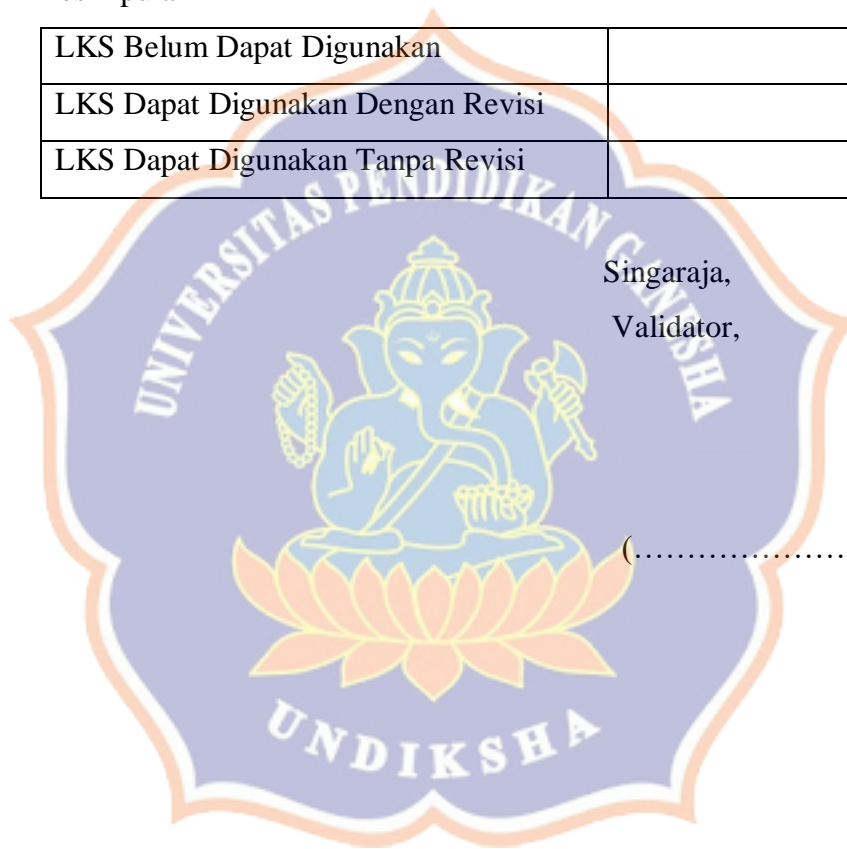 LKS Belum Dapat Digunakan
LKS Dapat Digunakan Dengan Revisi
LKS Dapat Digunakan Tanpa Revisi
UNIVERSITAS PENDIDIKAN GANESHA
Singaraja,
Validator,
(…………………
UNDIKSHA